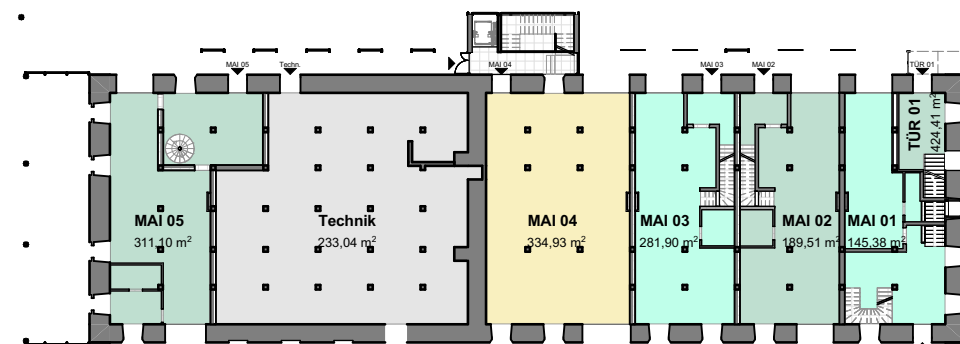 MAI 05
Techn.
MAI 04
MAI 03
MAI 02
TÜR 01
TÜR 01
424,41 m²
MAI 05
311,10 m²
Technik
233,04 m²
MAI 04
334,93 m²
MAI 03
281,90 m²
MAI 02
189,51 m²
MAI 01
145,38 m²